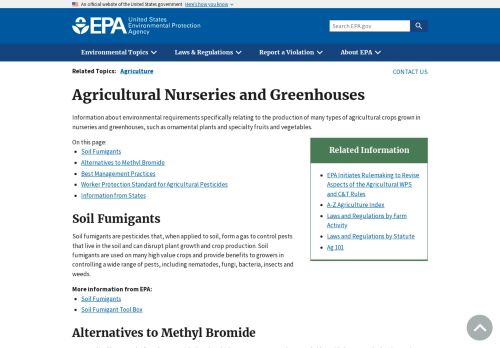 An official website of the United States government Here's how you know
EPA United States
Environmental Protection
Agency
Search EPA.gov
Environmental Topics Laws & Regulations Report a Violation About EPA
Related Topics: Agriculture
CONTACT US
Agricultural Nurseries and Greenhouses
Information about environmental requirements specifically relating to the production of many types of agricultural crops grown in
nurseries and greenhouses, such as ornamental plants and specialty fruits and vegetables.
On this page:
Soil Fumigants
Alternatives to Methyl Bromide
Best Management Practices
Worker Protection Standard for Agricultural Pesticides
Information from States
Related Information
EPA Initiates Rulemaking to Revise
Aspects of the Agricultural WPS
and C&T Rules
A-Z Agriculture Index
Laws and Regulations by Farm
Activity
Laws and Regulations by Statute
Ag 101
Soil Fumigants
Soil fumigants are pesticides that, when applied to soil, form a gas to control pests
that live in the soil and can disrupt plant growth and crop production. Soil
fumigants are used on many high value crops and provide benefits to growers in
controlling a wide range of pests, including nematodes, fungi, bacteria, insects and
weeds.
More information from EPA:
Soil Fumigants
Soil Fumigant Tool Box
Alternatives to Methyl Bromide